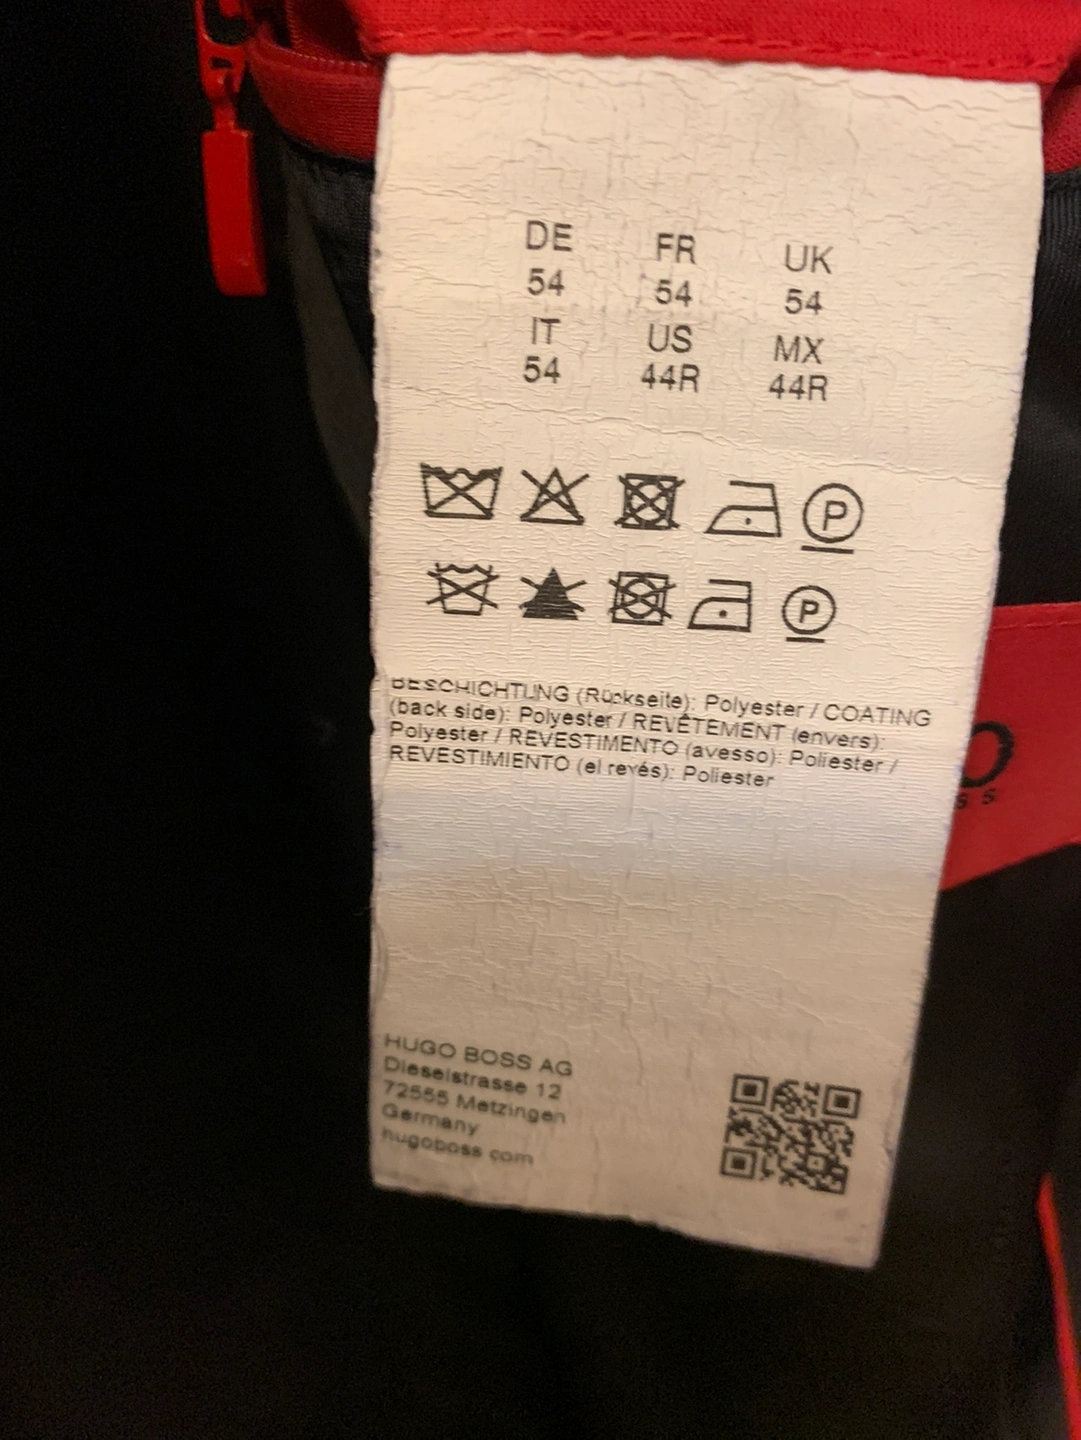 DE FR UK
54 54 54
IT US MX
54 44R 44R
P
P
BESCHICHTUNG (Rückseite): Polyester / COATING
(back side): Polyester / REVÊTEMENT (envers):
Polyester / REVESTIMENTO (avesso): Poliester /
REVESTIMIENTO (el revés): Poliester
O
S S
HUGO BOSS AG
Dieselstrasse 12
72555 Metzingen
Germany
hugoboss com